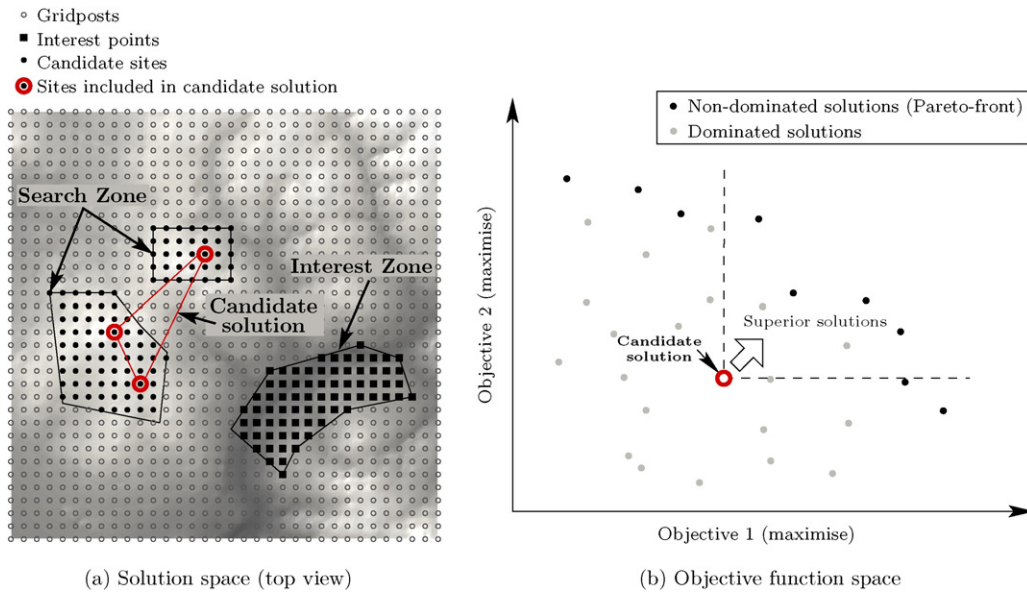 Gridposts
Interest points
Candidate sites
Sites included in candidate solution
Search Zone
Interest Zone
Candidate
solution
(a) Solution space (top view)
Non-dominated solutions (Pareto-front)
Dominated solutions
Objective 2 (maximise)
Superior solutions
Candidate
solution
Objective 1 (maximise)
(b) Objective function space